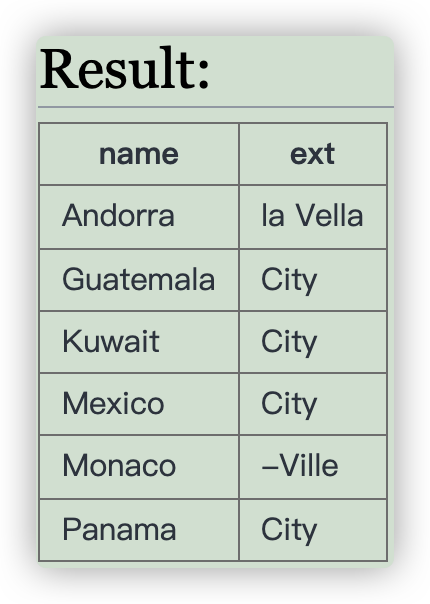 Result:
name ext
Andorra la Vella
Guatemala City
Kuwait City
Mexico City
Monaco –Ville
Panama City